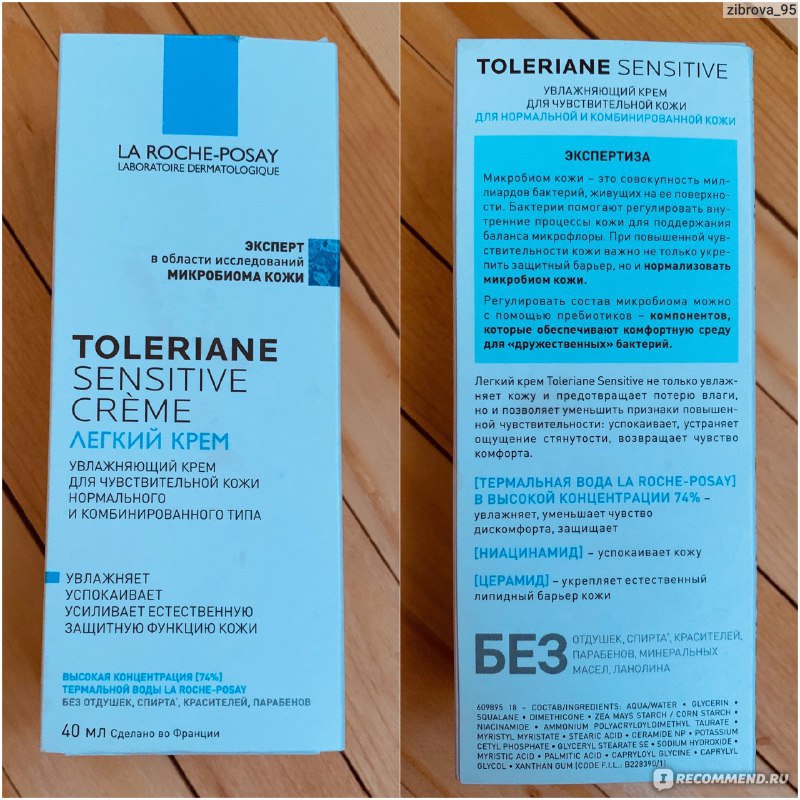 zibrova_95
LA ROCHE-POSAY
LABORATOIRE DERMATOLOGIQUE
ЭКСПЕРТ
в области исследований
МИКРОБИОМА КОЖИ
TOLERIANE
SENSITIVE
CRÈME
ЛЕГКИЙ КРЕМ
УВЛАЖНЯЮЩИЙ КРЕМ
ДЛЯ ЧУВСТВИТЕЛЬНОЙ КОЖИ
НОРМАЛЬНОГО
И КОМБИНИРОВАННОГО ТИПА
УВЛАЖНЯЕТ
УСПОКАИВАЕТ
УСИЛИВАЕТ ЕСТЕСТВЕННУЮ
ЗАЩИТНУЮ ФУНКЦИЮ КОЖИ
ВЫСОКАЯ КОНЦЕНТРАЦИЯ [74%]
ТЕРМАЛЬНОЙ ВОДЫ LA ROCHE-POSAY
БЕЗ ОТДУШЕК, СПИРТА*, КРАСИТЕЛЕЙ, ПАРАБЕНОВ
40 МЛ Сделано во Франции
TOLERIANE SENSITIVE
УВЛАЖНЯЮЩИЙ КРЕМ
ДЛЯ ЧУВСТВИТЕЛЬНОЙ КОЖИ
ДЛЯ НОРМАЛЬНОЙ И КОМБИНИРОВАННОЙ КОЖИ
ЭКСПЕРТИЗА
Микробиом кожи – это совокупность мил-
лиардов бактерий, живущих на ее поверхно-
сти. Бактерии помогают регулировать вну-
тренние процессы кожи для поддержания
баланса микрофлоры. При повышенной чув-
ствительности кожи важно не только укре-
пить защитный барьер, но и нормализовать
микробиом кожи.
Регулировать состав микробиома можно
с помощью пребиотиков – компонентов,
которые обеспечивают комфортную среду
для «дружественных» бактерий.
Легкий крем Toleriane Sensitive не только увлаж-
няет кожу и предотвращает потерю влаги,
но и позволяет уменьшить признаки повышен-
ной чувствительности: успокаивает, устраняет
ощущение стянутости, возвращает чувство
комфорта.
[ТЕРМАЛЬНАЯ ВОДА LA ROCHE-POSAY]
В ВЫСОКОЙ КОНЦЕНТРАЦИИ 74% –
увлажняет, уменьшает чувство
дискомфорта, защищает
[НИАЦИНАМИД] – успокаивает кожу
[ЦЕРАМИД] – укрепляет естественный
липидный барьер кожи
БЕЗ ОТДУШЕК, СПИРТА*, КРАСИТЕЛЕЙ,
ПАРАБЕНОВ, МИНЕРАЛЬНЫХ
МАСЕЛ, ЛАНОЛИНА
609895 18 – СОСТАВ/INGREDIENTS: AQUA/WATER • GLYCERIN •
SQUALANE • DIMETHICONE • ZEA MAYS STARCH / CORN STARCH •
NIACINAMIDE • AMMONIUM POLYACRYLOYLDIMETHYL TAURATE •
MYRISTYL MYRISTATE • STEARIC ACID • CERAMIDE NP • POTASSIUM
CETYL PHOSPHATE • GLYCERYL STEARATE SE • SODIUM HYDROXIDE •
MYRISTIC ACID • PALMITIC ACID • CAPRYLOYL GLYCINE • CAPRYLYL
GLYCOL • XANTHAN GUM (CODE F.I.L.: B228390/1).
IRECOMMEND.RU